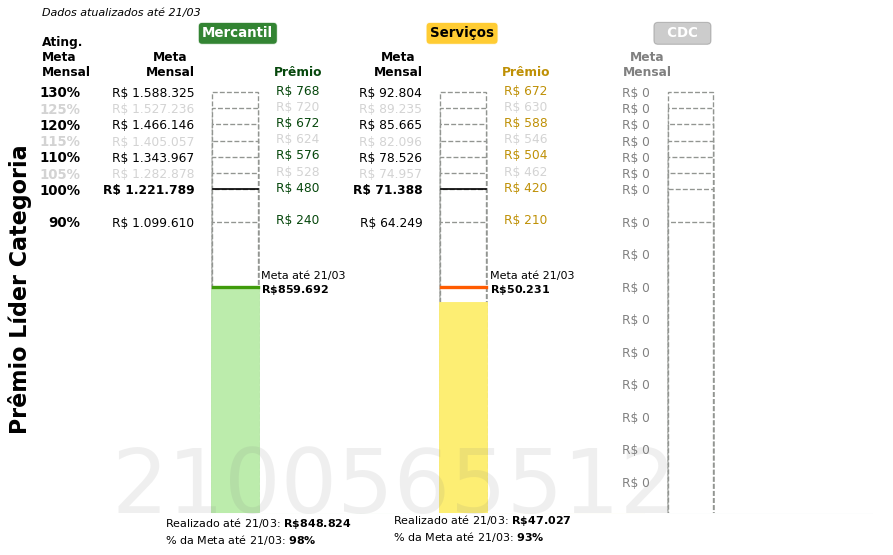 Dados atualizados até 21/03
Mercantil Serviços CDC
Ating. Meta Mensal Meta Mensal Prêmio Meta Mensal Prêmio Meta Mensal
130% R$ 1.588.325 R$ 768 R$ 92.804 R$ 672 R$ 0
125% R$ 1.527.236 R$ 720 R$ 89.235 R$ 630 R$ 0
120% R$ 1.466.146 R$ 672 R$ 85.665 R$ 588 R$ 0
115% R$ 1.405.057 R$ 624 R$ 82.096 R$ 546 R$ 0
110% R$ 1.343.967 R$ 576 R$ 78.526 R$ 504 R$ 0
105% R$ 1.282.878 R$ 528 R$ 74.957 R$ 462 R$ 0
100% R$ 1.221.789 R$ 480 R$ 71.388 R$ 420 R$ 0
90% R$ 1.099.610 R$ 240 R$ 64.249 R$ 210 R$ 0
R$ 0
Meta até 21/03 Meta até 21/03
R$859.692 R$50.231 R$ 0
R$ 0
R$ 0
R$ 0
R$ 0
R$ 0
R$ 0
Prêmio Líder Categoria
2100565512
Realizado até 21/03: R$848.824 Realizado até 21/03: R$47.027
% da Meta até 21/03: 98% % da Meta até 21/03: 93%